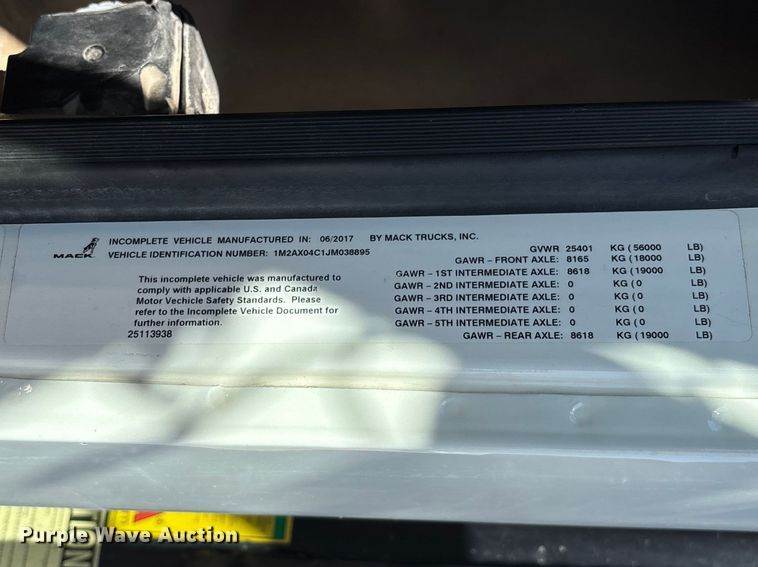 INCOMPLETE VEHICLE MANUFACTURED IN: 06/2017 BY MACK TRUCKS, INC.
MACK VEHICLE IDENTIFICATION NUMBER: 1M2AX04C1JM038895
This incomplete vehicle was manufactured to
comply with applicable U.S. and Canada
Motor Vechicle Safety Standards. Please
refer to the Incomplete Vehicle Document for
further information.
25113938
GVWR 25401 KG ( 56000 LB)
GAWR – FRONT AXLE: 8165 KG ( 18000 LB)
GAWR – 1ST INTERMEDIATE AXLE: 8618 KG ( 19000 LB)
GAWR – 2ND INTERMEDIATE AXLE: 0 KG ( 0 LB)
GAWR – 3RD INTERMEDIATE AXLE: 0 KG ( 0 LB)
GAWR – 4TH INTERMEDIATE AXLE: 0 KG ( 0 LB)
GAWR – 5TH INTERMEDIATE AXLE: 0 KG ( 0 LB)
GAWR – REAR AXLE: 8618 KG ( 19000 LB)
Purple Wave Auction